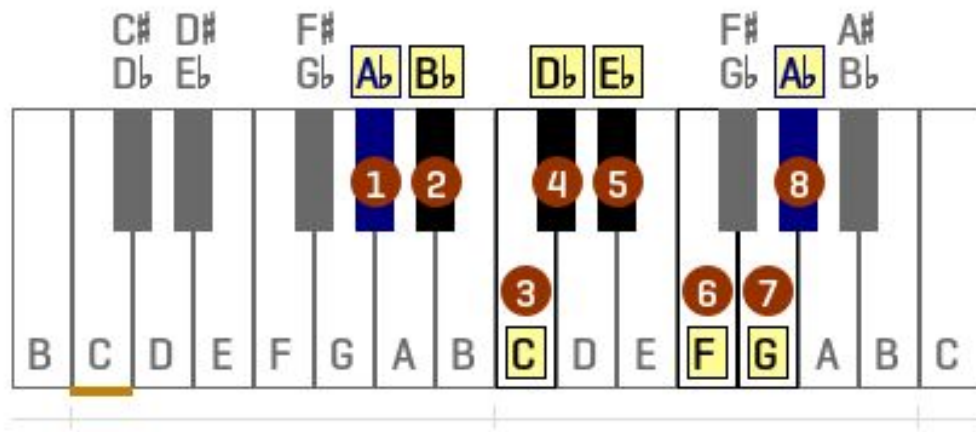 C♯ D♯ F♯ F♯ A♯
D♭ E♭ G♭ A♭ B♭ D♭ E♭ G♭ A♭ B♭
1 2 4 5 8
3 6 7
B C D E F G A B C D E F G A B C